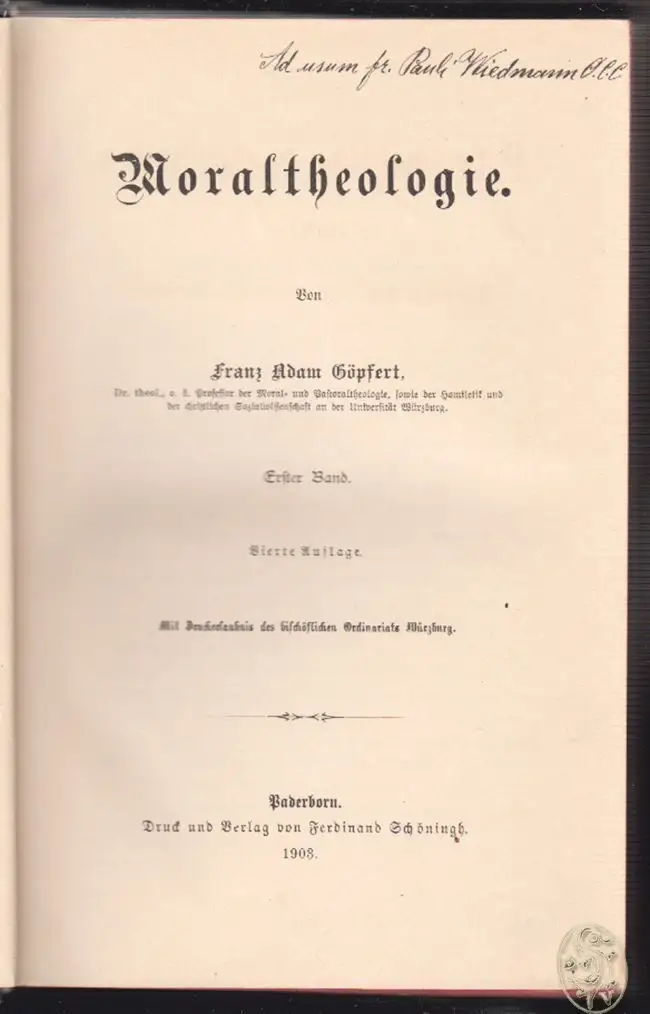 Ad usum fr. Pauli Wiedmann O.C.C
Moraltheologie.
Von
Franz Adam Göpfert,
Dr. theol., o. ö. Professor der Moral- und Pastoraltheologie, sowie der Homiletik und
der christlichen Sozialwissenschaft an der Universität Würzburg.
Erster Band.
Vierte Auflage.
Mit Druckerlaubnis des bischöflichen Ordinariats Würzburg.
Paderborn.
Druck und Verlag von Ferdinand Schöningh.
1903.